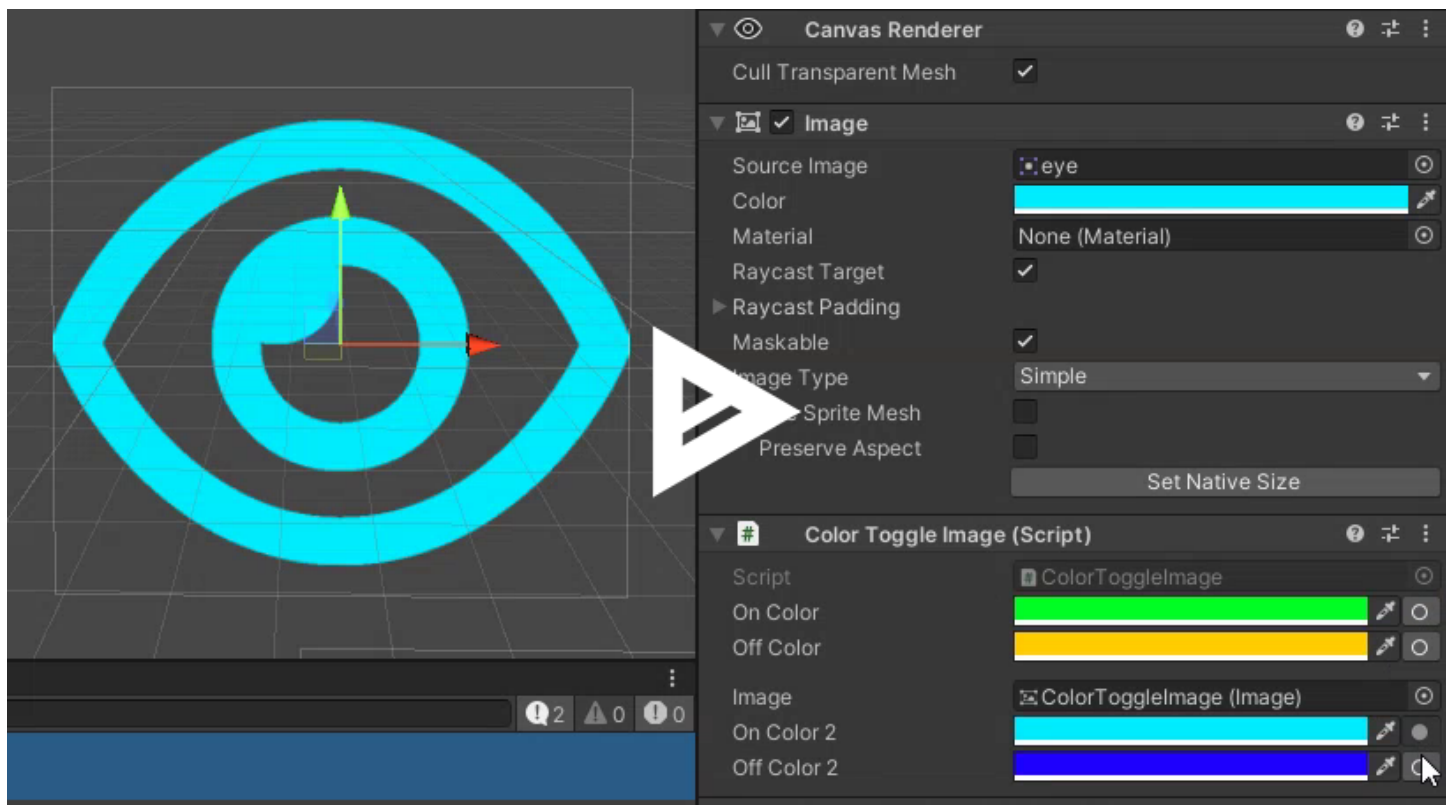 Canvas Renderer
Cull Transparent Mesh
Image
Source Image eye
Color
Material None (Material)
Raycast Target
Raycast Padding
Maskable
Image Type Simple
Sprite Mesh
Preserve Aspect
Set Native Size
# Color Toggle Image (Script)
Script # ColorToggleImage
On Color
Off Color
Image ColorToggleImage (Image)
2 0 0
On Color 2
Off Color 2